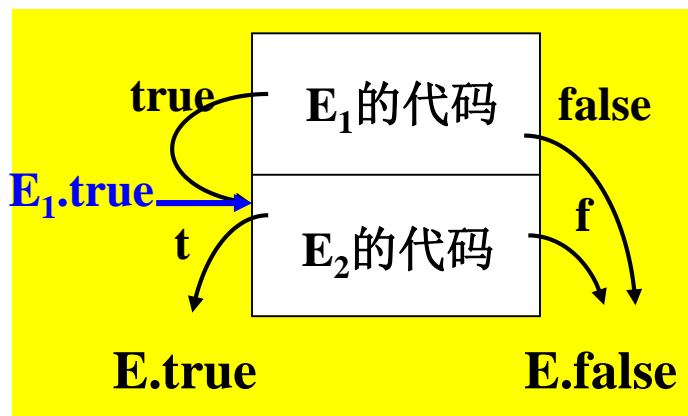 true
E₁的代码
false
E₁.true
t
E₂的代码
f
E.true
E.false